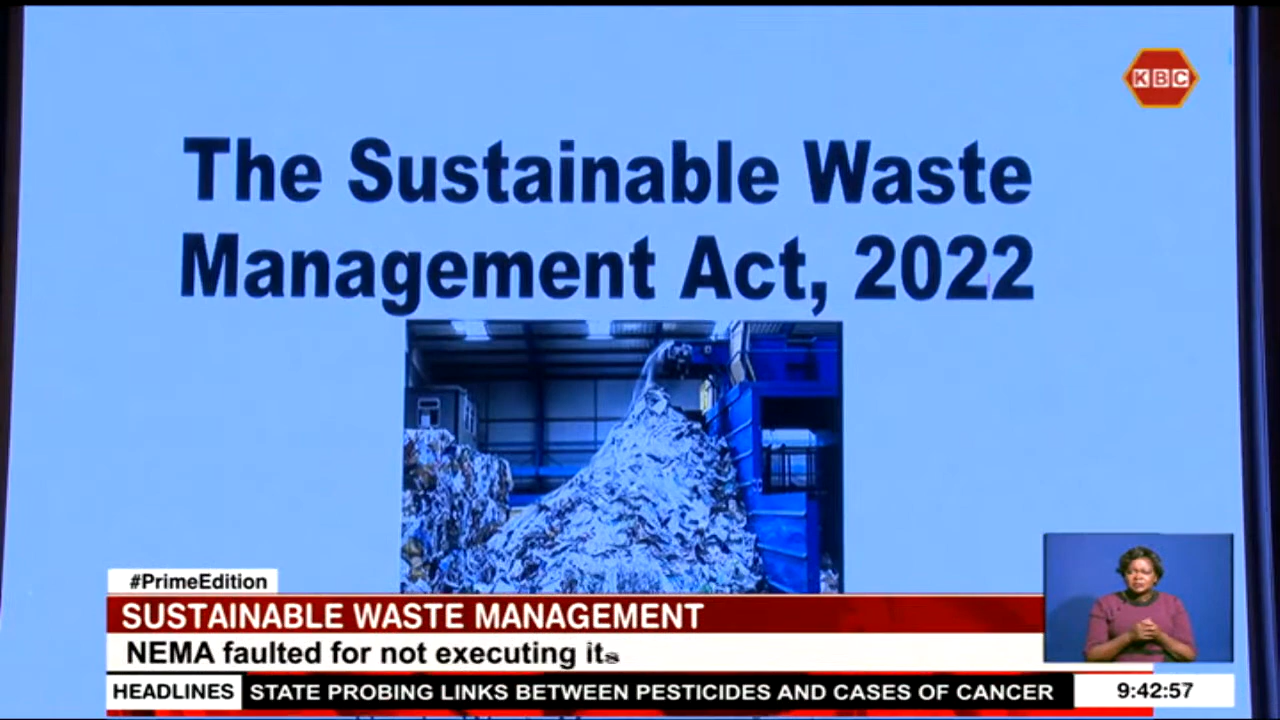 KBC
The Sustainable Waste
Management Act, 2022
#PrimeEdition
SUSTAINABLE WASTE MANAGEMENT
NEMA faulted for not executing its
HEADLINES STATE PROBING LINKS BETWEEN PESTICIDES AND CASES OF CANCER 9:42:57